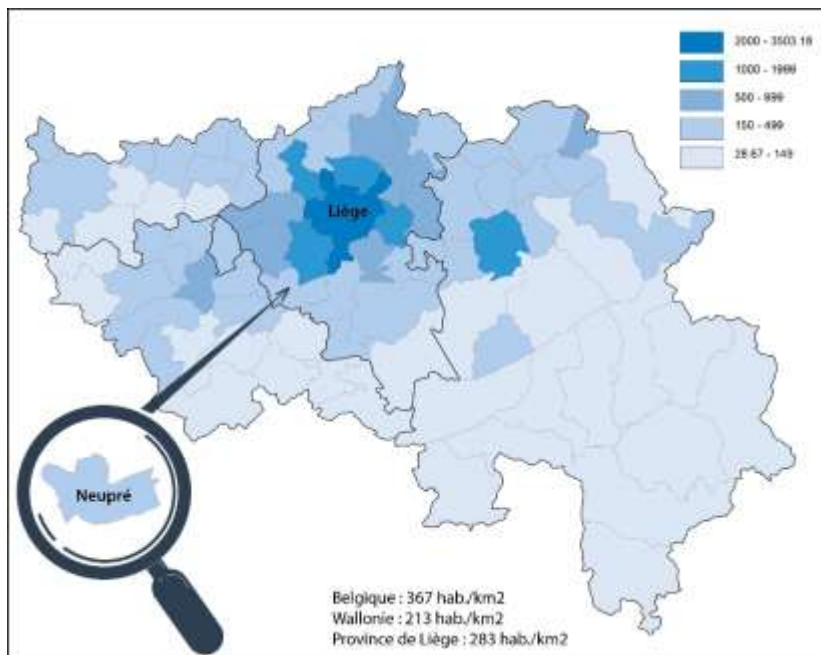 2000 - 3503.16
1000 - 1999
500 - 999
150 - 499
28.67 - 149
Liège
Neupré
Belgique : 367 hab./km2
Wallonie : 213 hab./km2
Province de Liège : 283 hab./km2